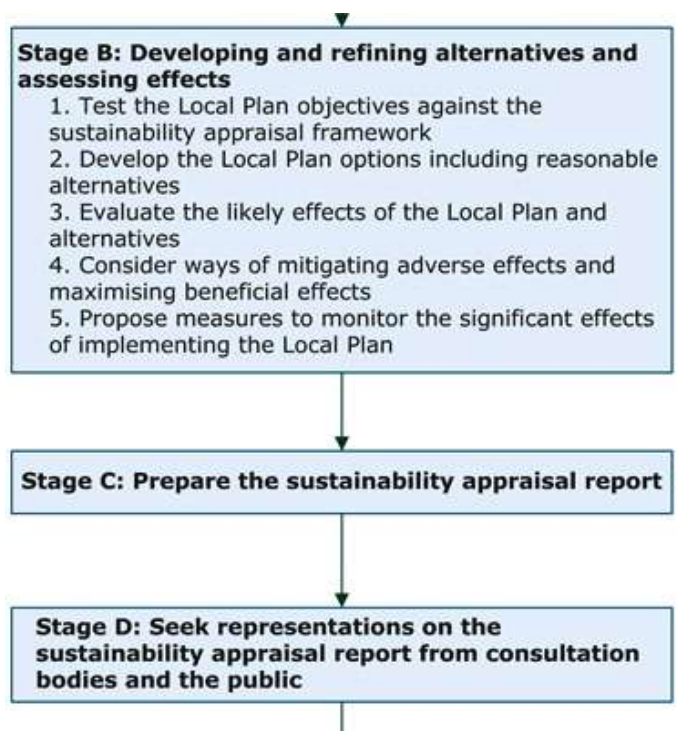 Stage B: Developing and refining alternatives and
assessing effects
1. Test the Local Plan objectives against the
sustainability appraisal framework
2. Develop the Local Plan options including reasonable
alternatives
3. Evaluate the likely effects of the Local Plan and
alternatives
4. Consider ways of mitigating adverse effects and
maximising beneficial effects
5. Propose measures to monitor the significant effects
of implementing the Local Plan
Stage C: Prepare the sustainability appraisal report
Stage D: Seek representations on the
sustainability appraisal report from consultation
bodies and the public